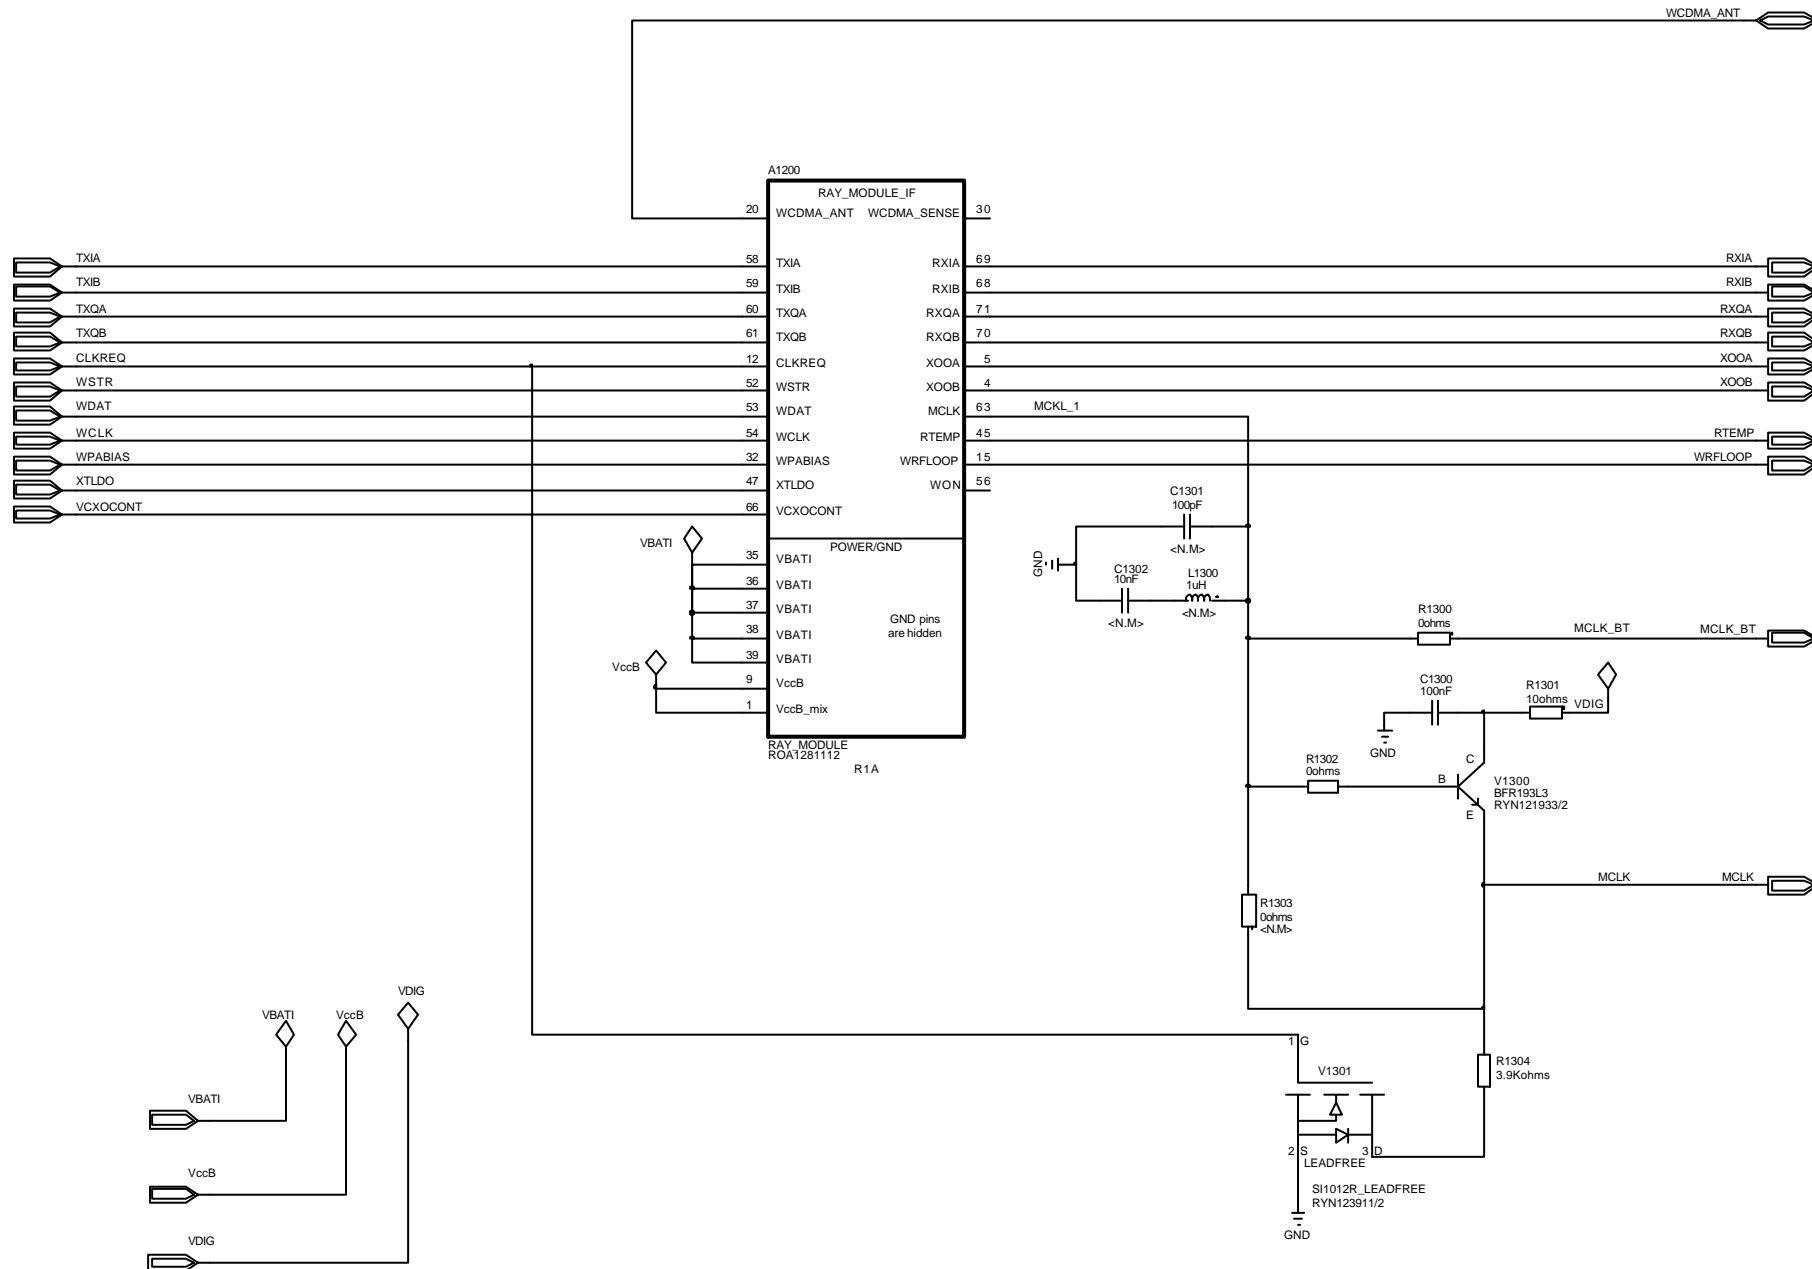 WCDMA_ANT
A1200
RAY_MODULE_IF
20 WCDMA_ANT WCDMA_SENSE 30
TXIA 58 TXIA RXIA 69 RXIA
TXIB 59 TXIB RXIB 68 RXIB
TXQA 60 TXQA RXQA 71 RXQA
TXQB 61 TXQB RXQB 70 RXQB
CLKREQ 12 CLKREQ XOOA 5 XOOA
WSTR 52 WSTR XOOB 4 XOOB
WDAT 53 WDAT MCLK 63 MCKL_1
WCLK 54 WCLK RTEMP 45 RTEMP
WPABIAS 32 WPABIAS WRFLOOP 15 WRFLOOP
XTLDO 47 XTLDO WON 56
VCXOCONT 66 VCXOCONT
POWER/GND
VBATI
35 VBATI
36 VBATI
37 VBATI
38 VBATI
39 VBATI
GND pins
are hidden
VccB
9 VccB
1 VccB_mix
RAY_MODULE
ROA1281112
R1A
C1301
100pF
<N.M>
GND
C1302
10nF
<N.M>
L1300
1uH
<N.M>
R1300
0ohms
MCLK_BT MCLK_BT
C1300
100nF
GND
R1301
10ohms
VDIG
R1302
0ohms
B
C
E
V1300
BFR193L3
RYN121933/2
MCLK MCLK
R1303
0ohms
<N.M>
R1304
3.9Kohms
1 G
V1301
2 S
3 D
LEADFREE
SI1012R_LEADFREE
RYN123911/2
GND
VBATI
VccB
VDIG
VBATI
VccB
VDIG